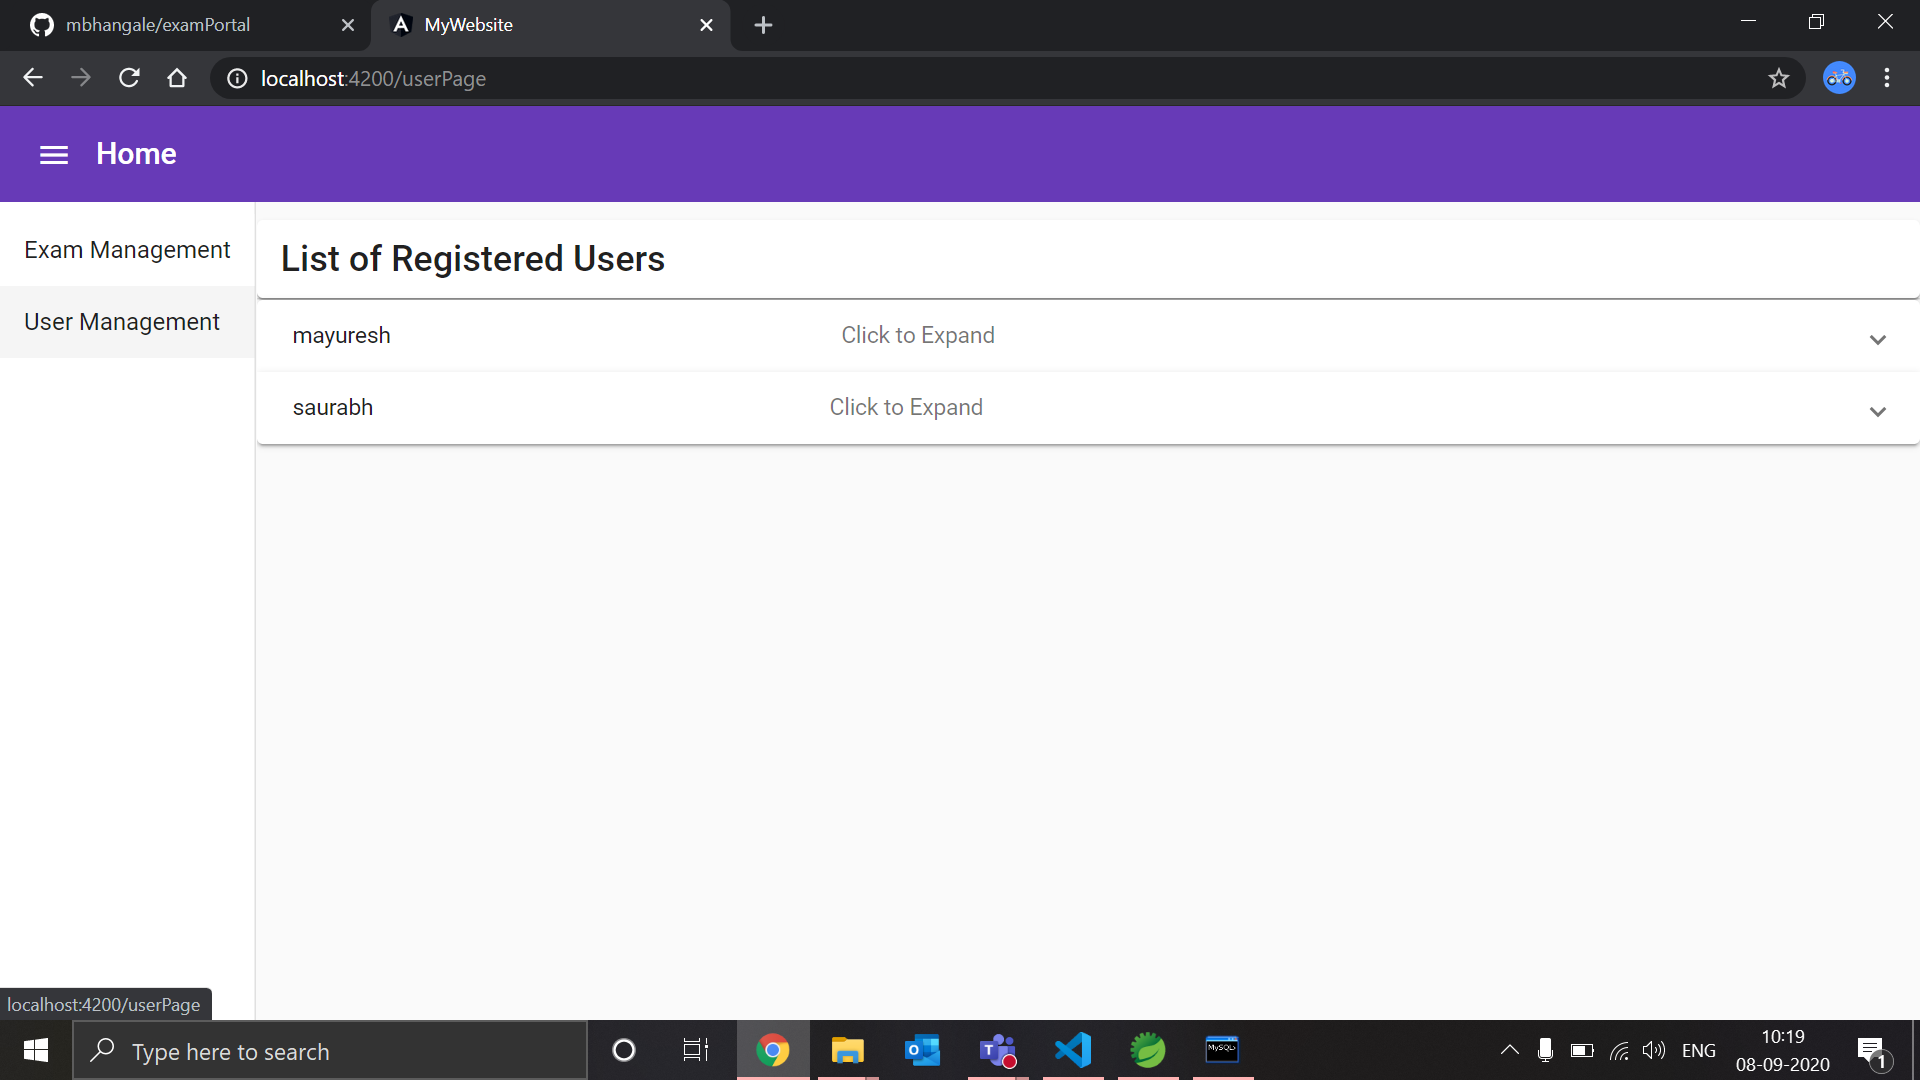 mbhangale/examPortal
MyWebsite
localhost:4200/userPage
Home
Exam Management
User Management
List of Registered Users
mayuresh Click to Expand
saurabh Click to Expand
localhost:4200/userPage
Type here to search
MySQL>
ENG
10:19
08-09-2020
1